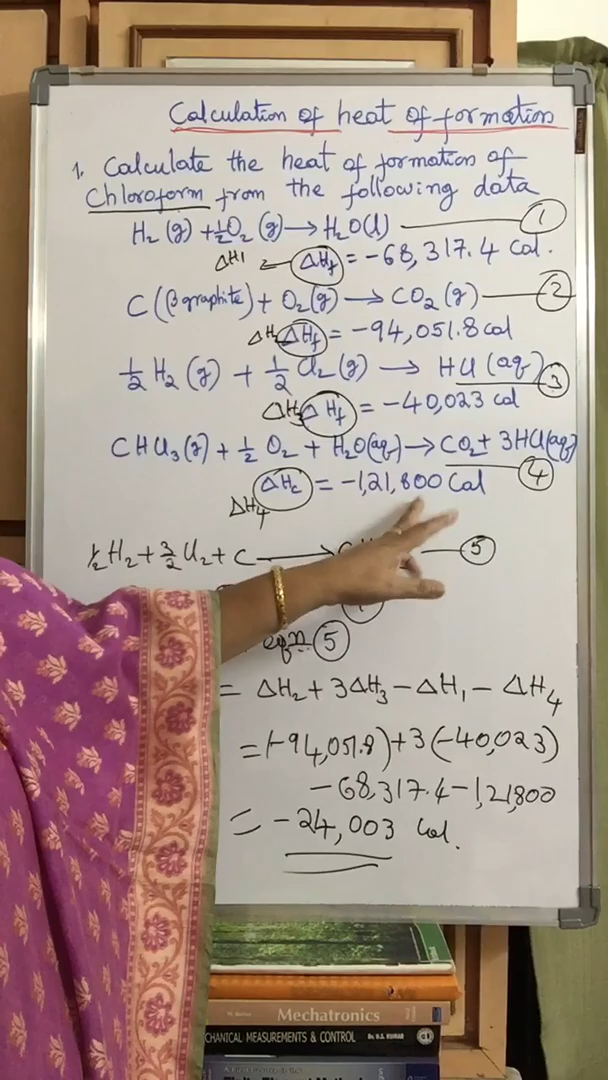 Calculation of heat of formation
1. Calculate the heat of formation of
Chloroform from the following data
H₂(g) + ½O₂(g) → H₂O(l) — 1
ΔH1 ← ΔHf = -68,317.4 Cal.
C (β graphite) + O₂(g) → CO₂(g) — 2
ΔH₂ ΔHf = -94,051.8 cal
½ H₂(g) + ½ Cl₂(g) → HCl (aq) 3
ΔH₃ ΔHf = -40,023 cal
CHCl₃(g) + ½ O₂ + H₂O(aq) → CO₂ + 3HCl(aq)
4
ΔHc = -1,21,800 Cal
ΔH₄
½H₂ + 3/2 Cl₂ + C → — 5
eqn 5
= ΔH₂ + 3ΔH₃ - ΔH₁ - ΔH₄
= (-94,051.8) + 3(-40,023)
-68,317.4 - 1,21,800
= -24,003 Cal.
Mechatronics
CHANICAL MEASUREMENTS & CONTROL Dr. D.S. KUMAR